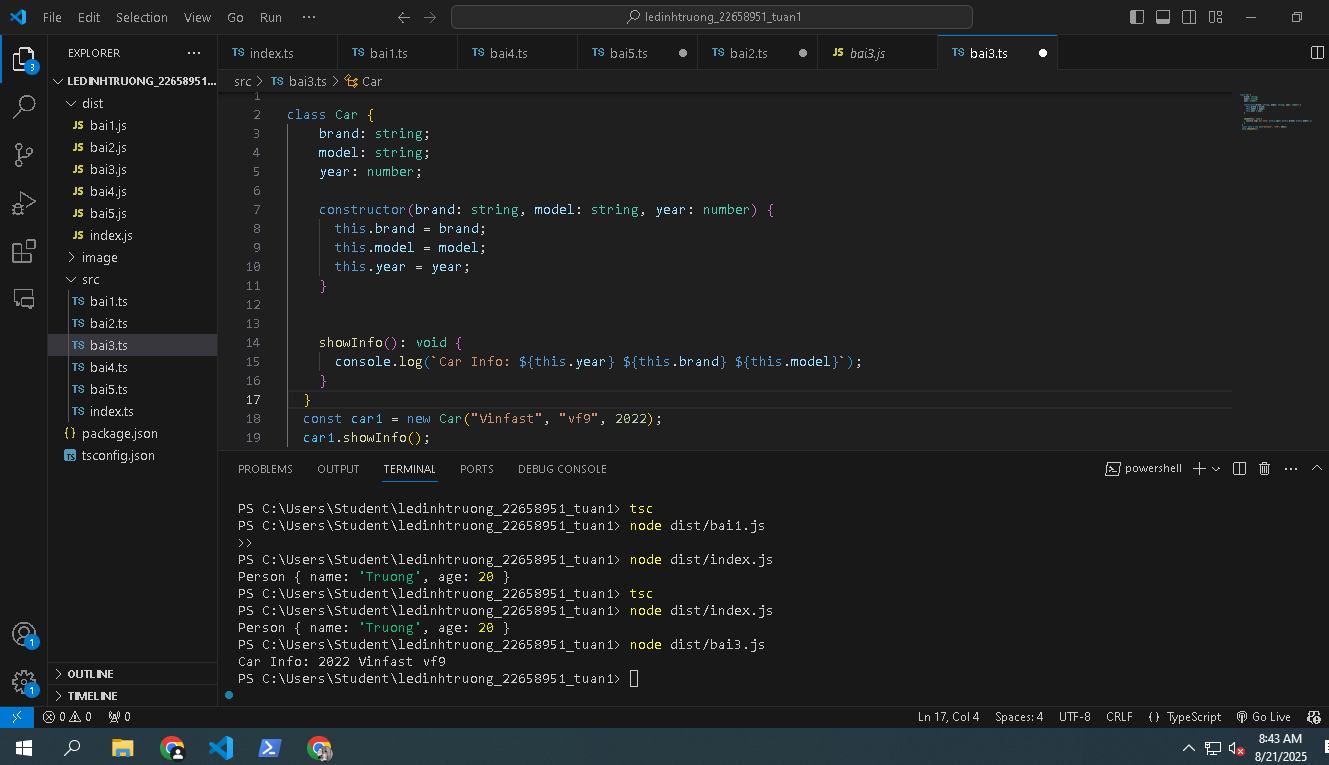 File Edit Selection View Go Run ··· ledinhtruong_22658951_tuan1
EXPLORER ···
TS index.ts TS bai1.ts TS bai4.ts TS bai5.ts TS bai2.ts JS bai3.js TS bai3.ts
src > TS bai3.ts > Car
LEDINHTRUONG_22658951...
dist
JS bai1.js
JS bai2.js
JS bai3.js
JS bai4.js
JS bai5.js
JS index.js
image
src
TS bai1.ts
TS bai2.ts
TS bai3.ts
TS bai4.ts
TS bai5.ts
TS index.ts
{} package.json
TS tsconfig.json
OUTLINE
TIMELINE
3
1
1
1
2 class Car {
3 brand: string;
4 model: string;
5 year: number;
6
7 constructor(brand: string, model: string, year: number) {
8 this.brand = brand;
9 this.model = model;
10 this.year = year;
11 }
12
13
14 showInfo(): void {
15 console.log(`Car Info: ${this.year} ${this.brand} ${this.model}`);
16 }
17 }
18 const car1 = new Car("Vinfast", "vf9", 2022);
19 car1.showInfo();
PROBLEMS OUTPUT TERMINAL PORTS DEBUG CONSOLE powershell
PS C:\Users\Student\ledinhtruong_22658951_tuan1> tsc
PS C:\Users\Student\ledinhtruong_22658951_tuan1> node dist/bai1.js
>>
PS C:\Users\Student\ledinhtruong_22658951_tuan1> node dist/index.js
Person { name: 'Truong', age: 20 }
PS C:\Users\Student\ledinhtruong_22658951_tuan1> tsc
PS C:\Users\Student\ledinhtruong_22658951_tuan1> node dist/index.js
Person { name: 'Truong', age: 20 }
PS C:\Users\Student\ledinhtruong_22658951_tuan1> node dist/bai3.js
Car Info: 2022 Vinfast vf9
PS C:\Users\Student\ledinhtruong_22658951_tuan1>
0 0 0 Ln 17, Col 4 Spaces: 4 UTF-8 CRLF {} TypeScript Go Live
8:43 AM
8/21/2025